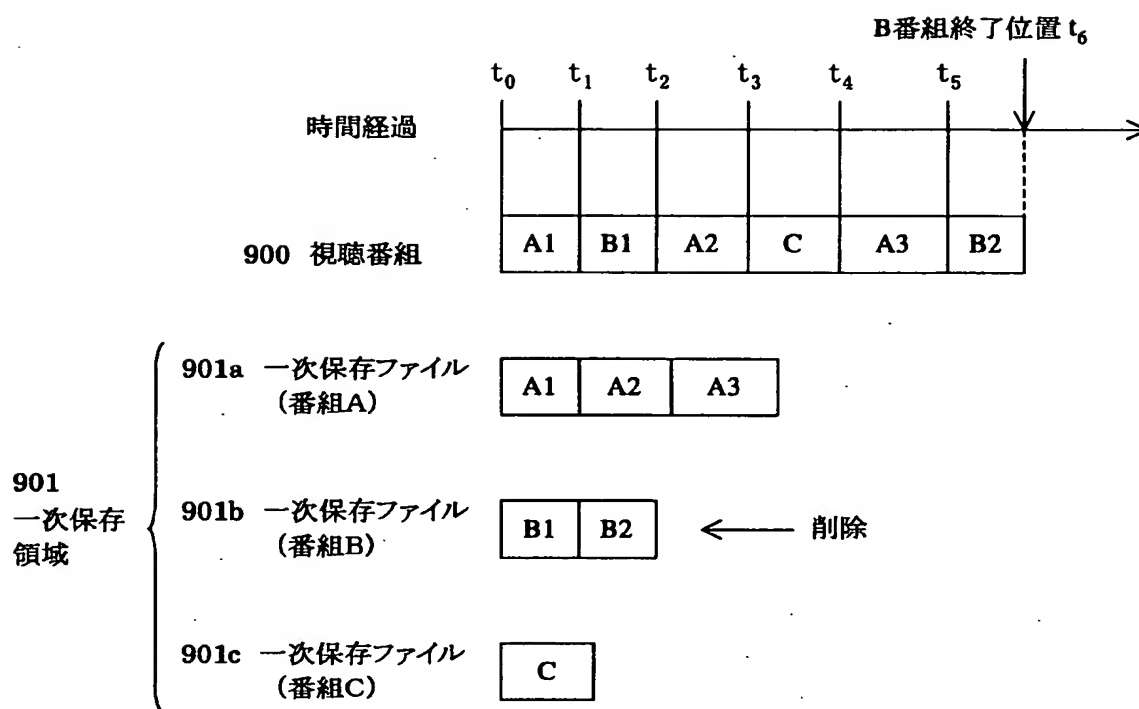 B番組終了位置 t6
t0 t1 t2 t3 t4 t5
時間経過
900 視聴番組
A1 B1 A2 C A3 B2
901a 一次保存ファイル
(番組A)
A1 A2 A3
901
一次保存
領域
901b 一次保存ファイル
(番組B)
B1 B2
削除
901c 一次保存ファイル
(番組C)
C